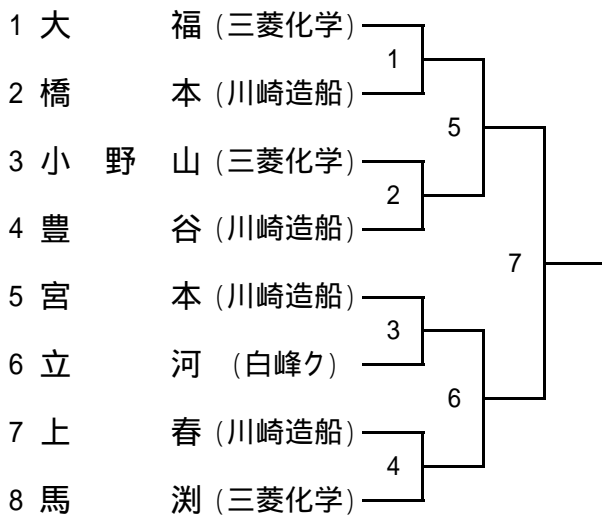 1 大 福 (三菱化学)
1
2 橋 本 (川崎造船)
5
3 小 野 山 (三菱化学)
2
4 豊 谷 (川崎造船)
7
5 宮 本 (川崎造船)
3
6 立 河 (白峰ク)
6
7 上 春 (川崎造船)
4
8 馬 渕 (三菱化学)